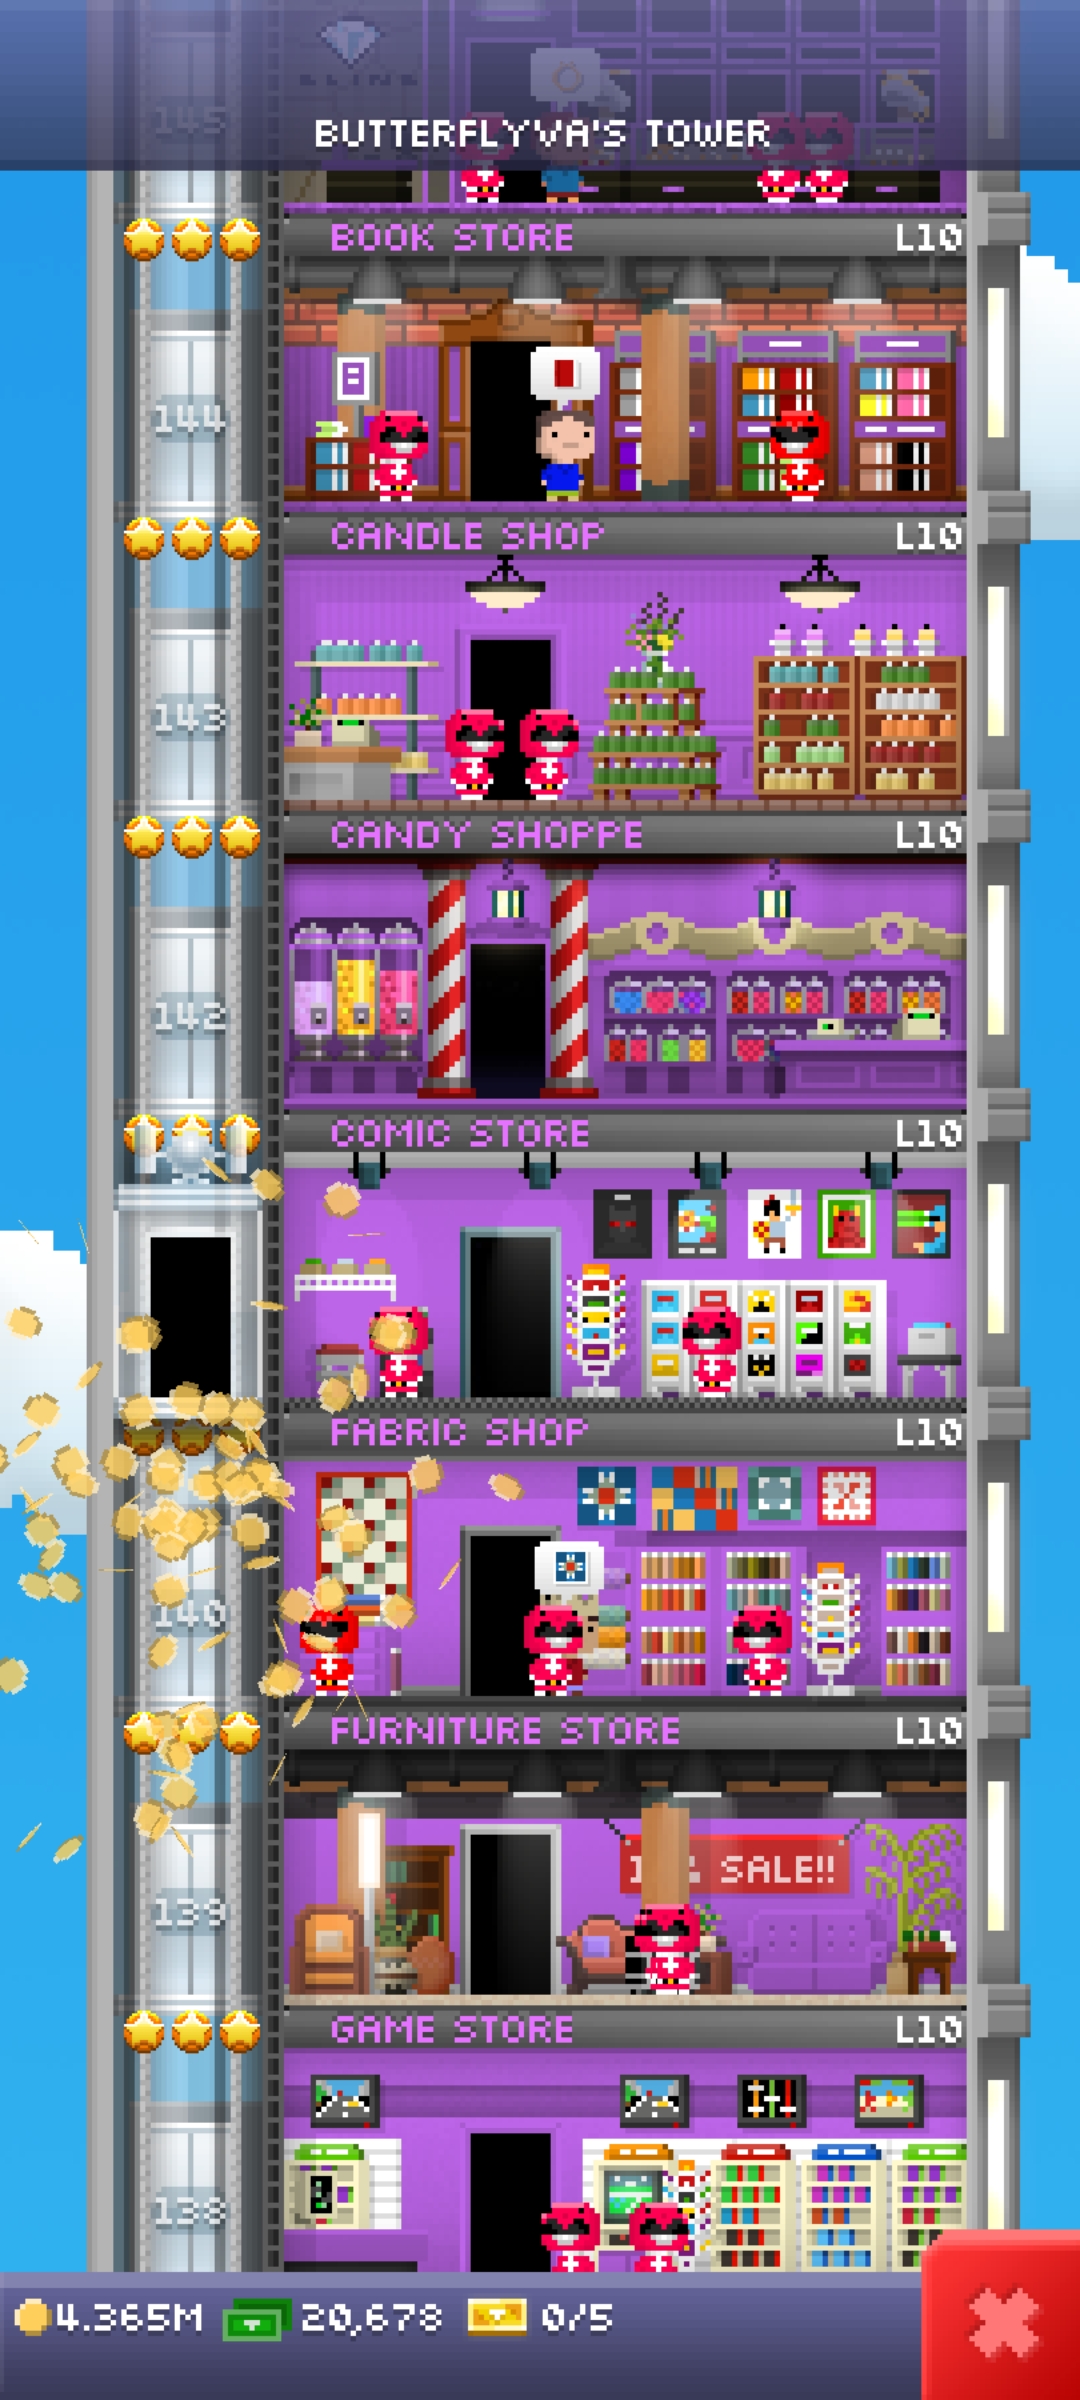 145
BUTTERFLYVA'S TOWER
BOOK STORE L10
144
8
CANDLE SHOP L10
143
CANDY SHOPPE L10
142
COMIC STORE L10
FABRIC SHOP L10
140
FURNITURE STORE L10
SALE!!
139
GAME STORE L10
138
4.365M 20,678 0/5